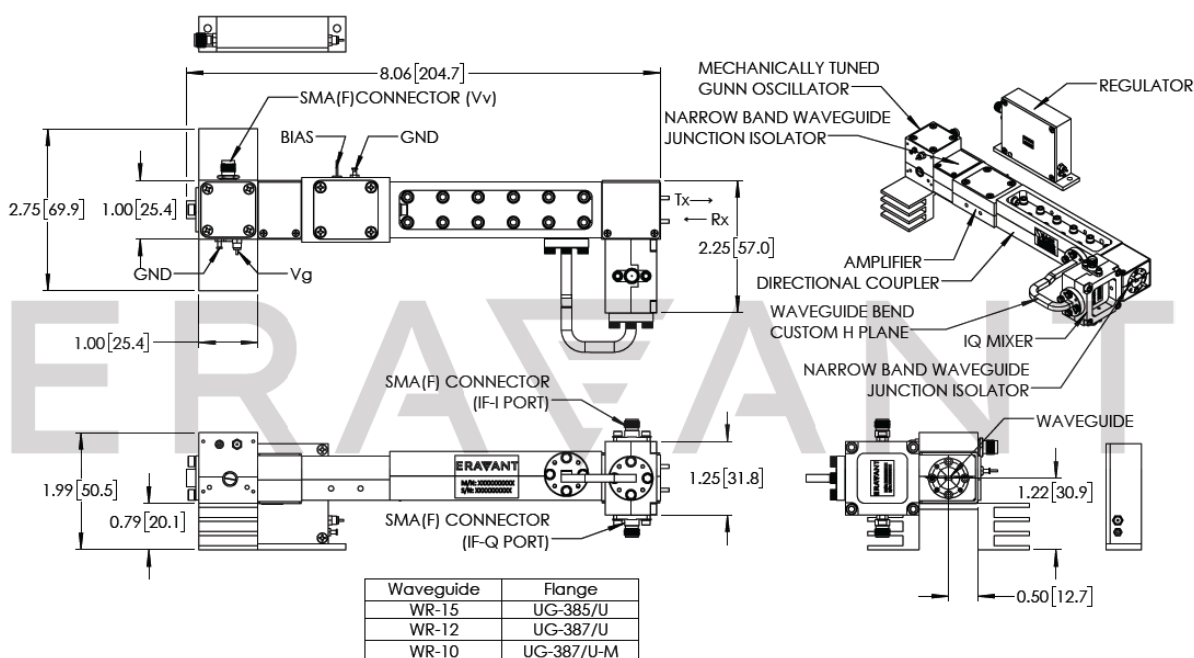 8.06[204.7]
SMA(F)CONNECTOR (Vv)
BIAS
GND
2.75[69.9]
1.00[25.4]
Tx
Rx
2.25[57.0]
GND
Vg
1.00[25.4]
MECHANICALLY TUNED
GUNN OSCILLATOR
REGULATOR
NARROW BAND WAVEGUIDE
JUNCTION ISOLATOR
AMPLIFIER
DIRECTIONAL COUPLER
WAVEGUIDE BEND
CUSTOM H PLANE
IQ MIXER
NARROW BAND WAVEGUIDE
JUNCTION ISOLATOR
ERAVANT
SMA(F) CONNECTOR
(IF-I PORT)
WAVEGUIDE
1.99[50.5]
0.79[20.1]
ERAVANT
M/N: XXXXXXXXXXX
S/N: XXXXXXXXXX
1.25[31.8]
SMA(F) CONNECTOR
(IF-Q PORT)
ERAVANT
1.22[30.9]
0.50[12.7]
Waveguide Flange
WR-15 UG-385/U
WR-12 UG-387/U
WR-10 UG-387/U-M